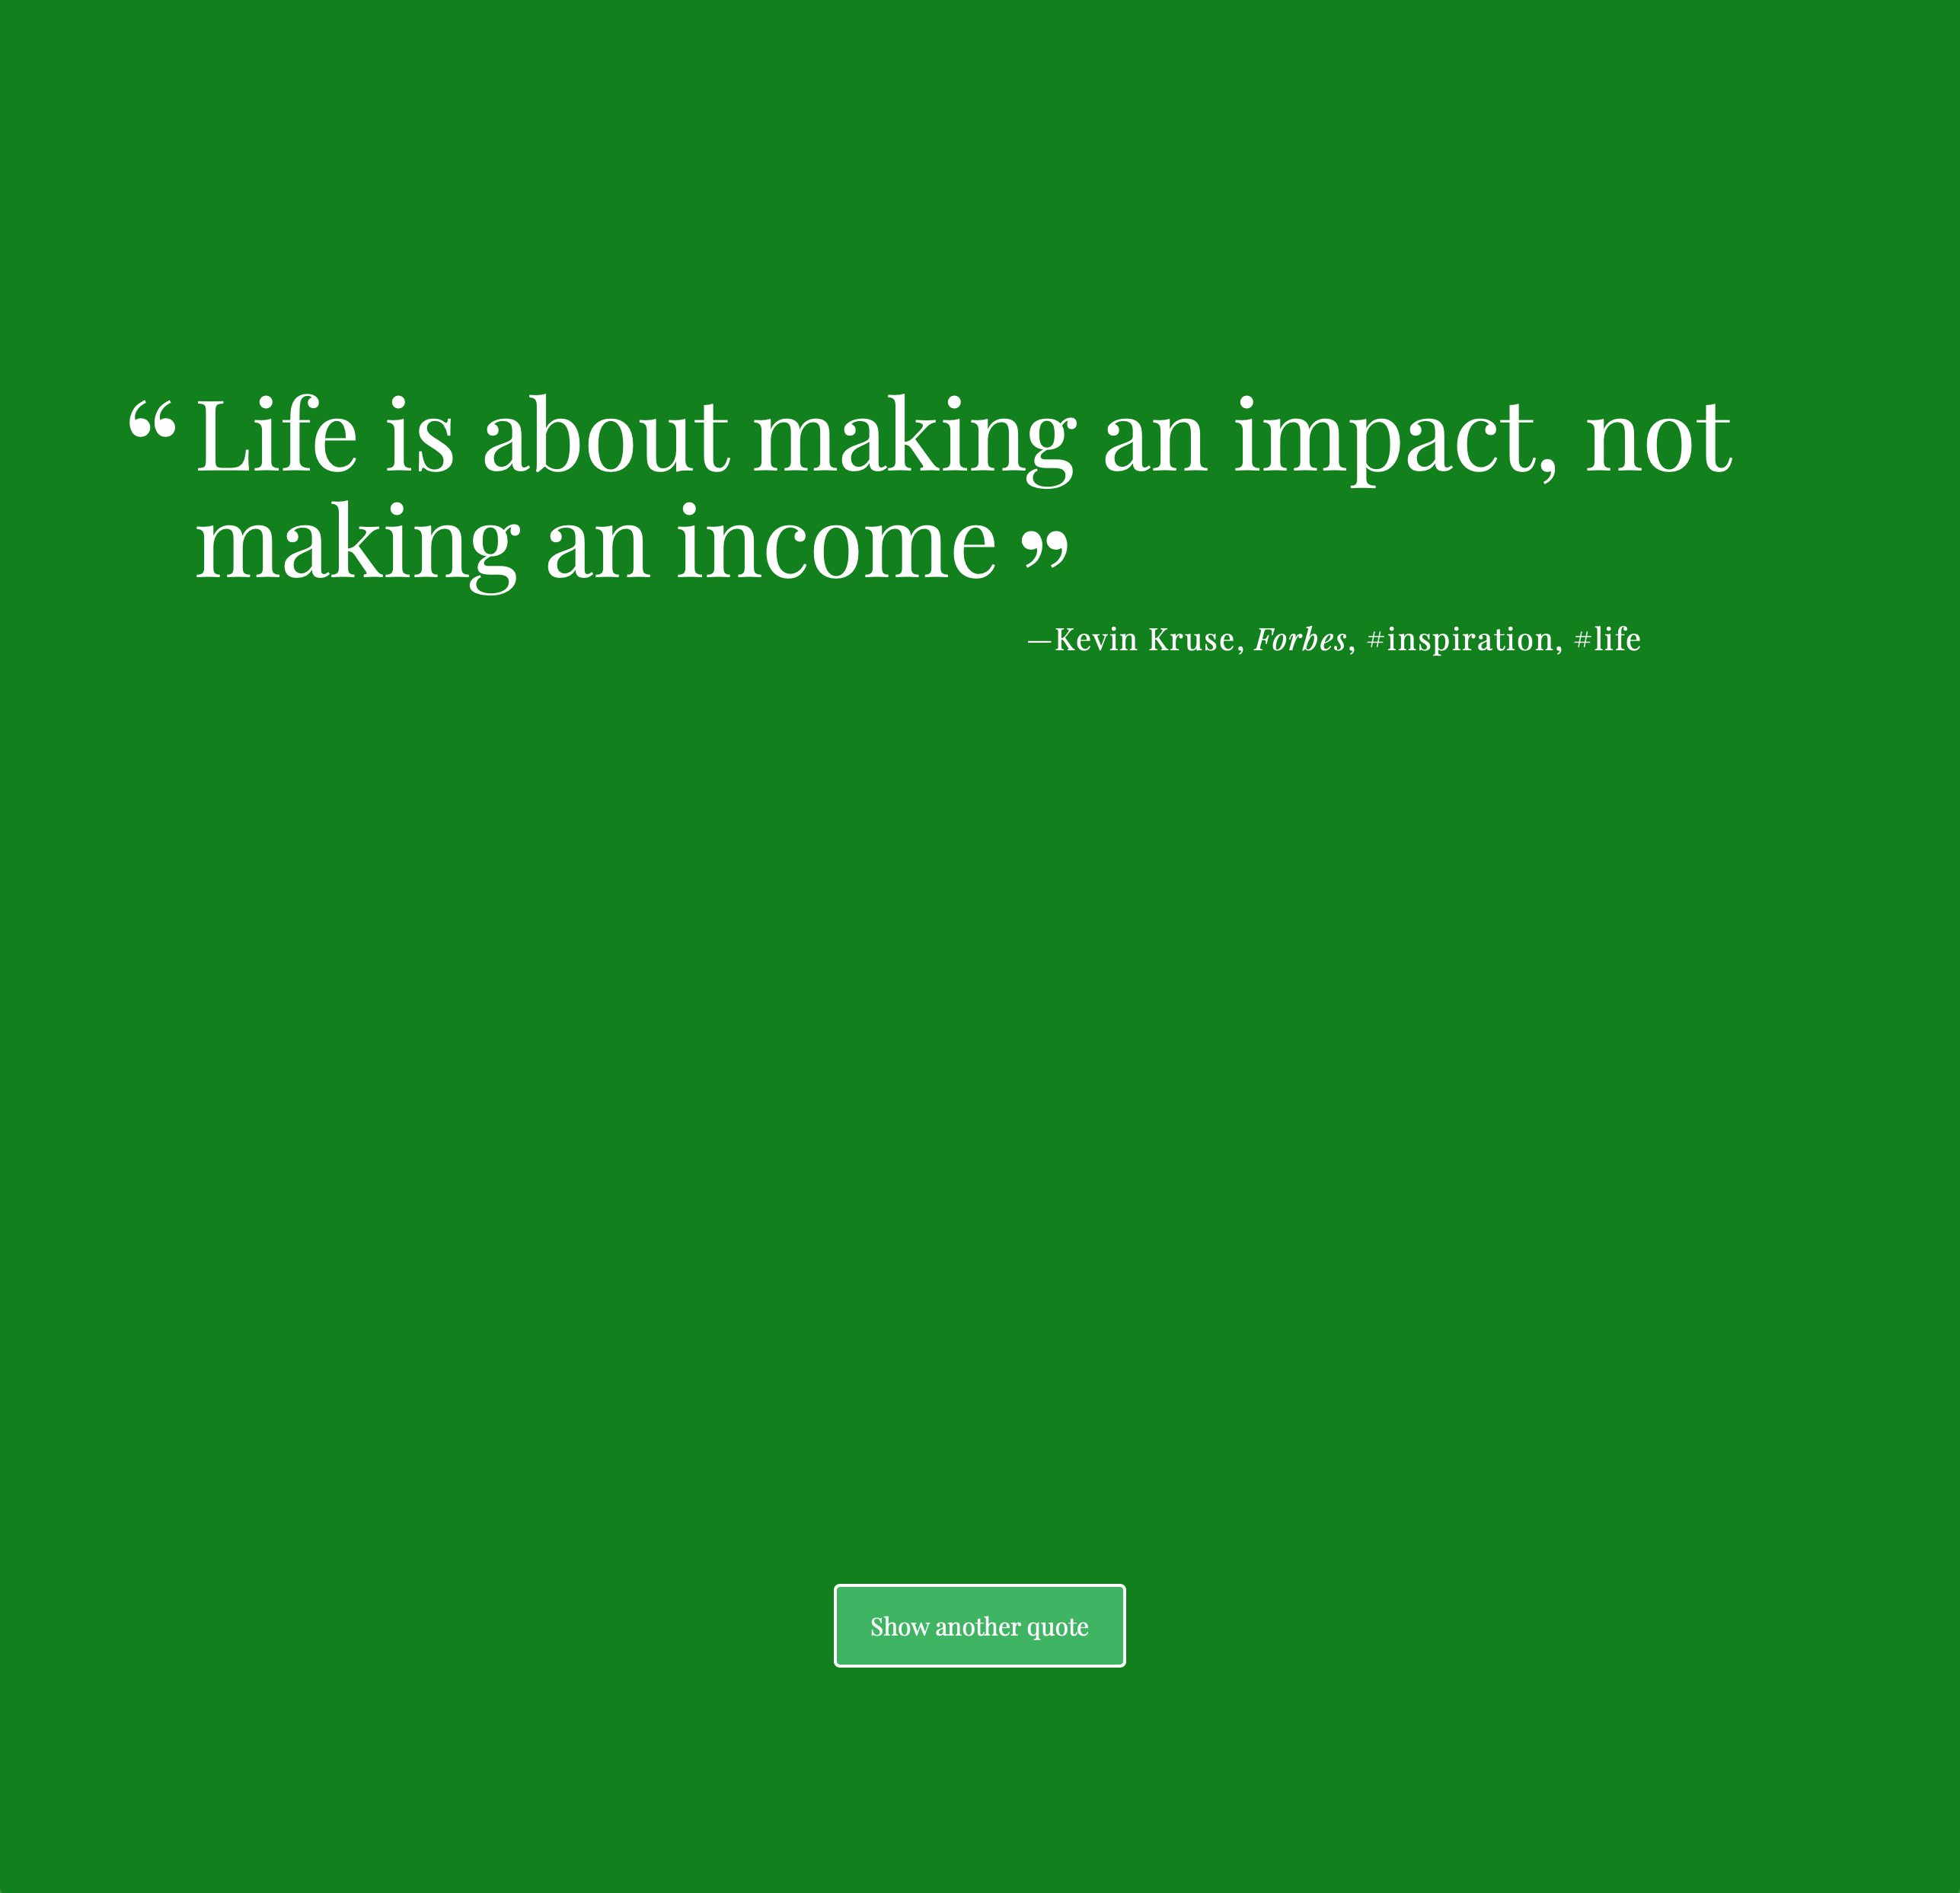 “ Life is about making an impact, not
making an income ”
—Kevin Kruse, Forbes, #inspiration, #life
Show another quote